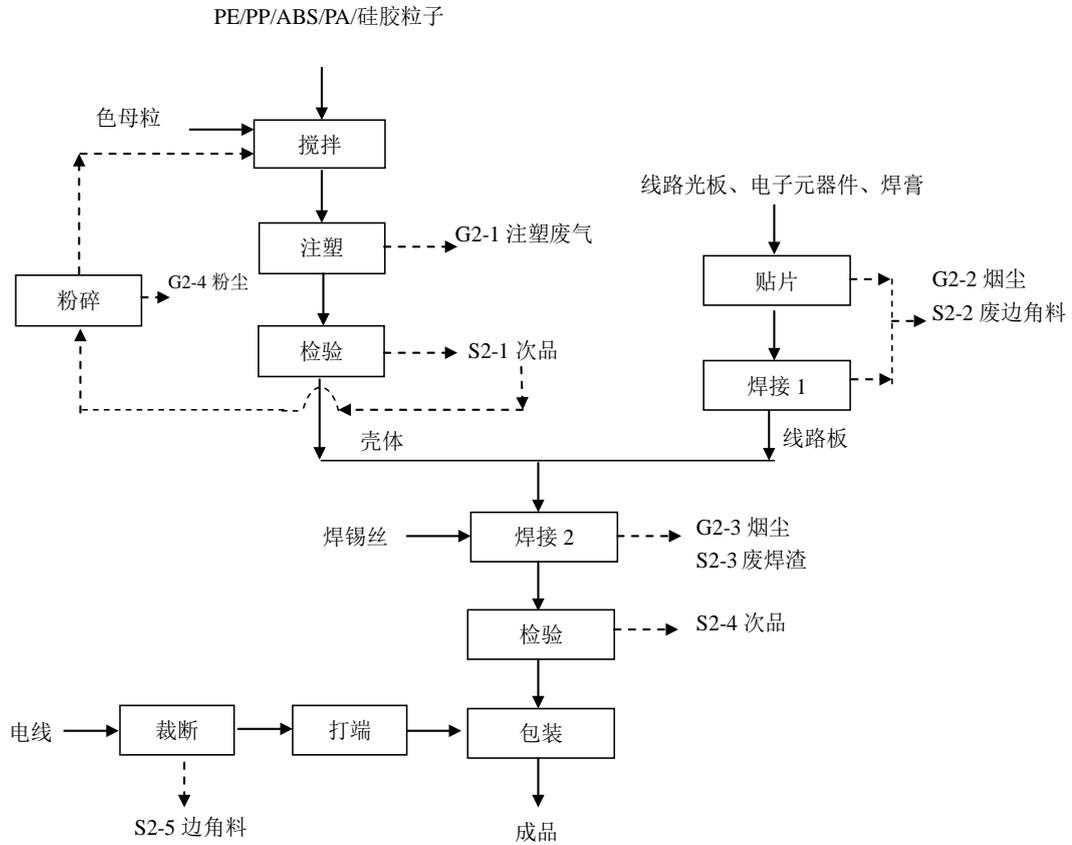 PE/PP/ABS/PA/硅胶粒子
色母粒
搅拌
线路光板、电子元器件、焊膏
注塑
G2-1 注塑废气
粉碎
G2-4 粉尘
贴片
G2-2 烟尘
S2-2 废边角料
检验
S2-1 次品
焊接 1
壳体
线路板
焊锡丝
焊接 2
G2-3 烟尘
S2-3 废焊渣
检验
S2-4 次品
电线
裁断
打端
包装
S2-5 边角料
成品